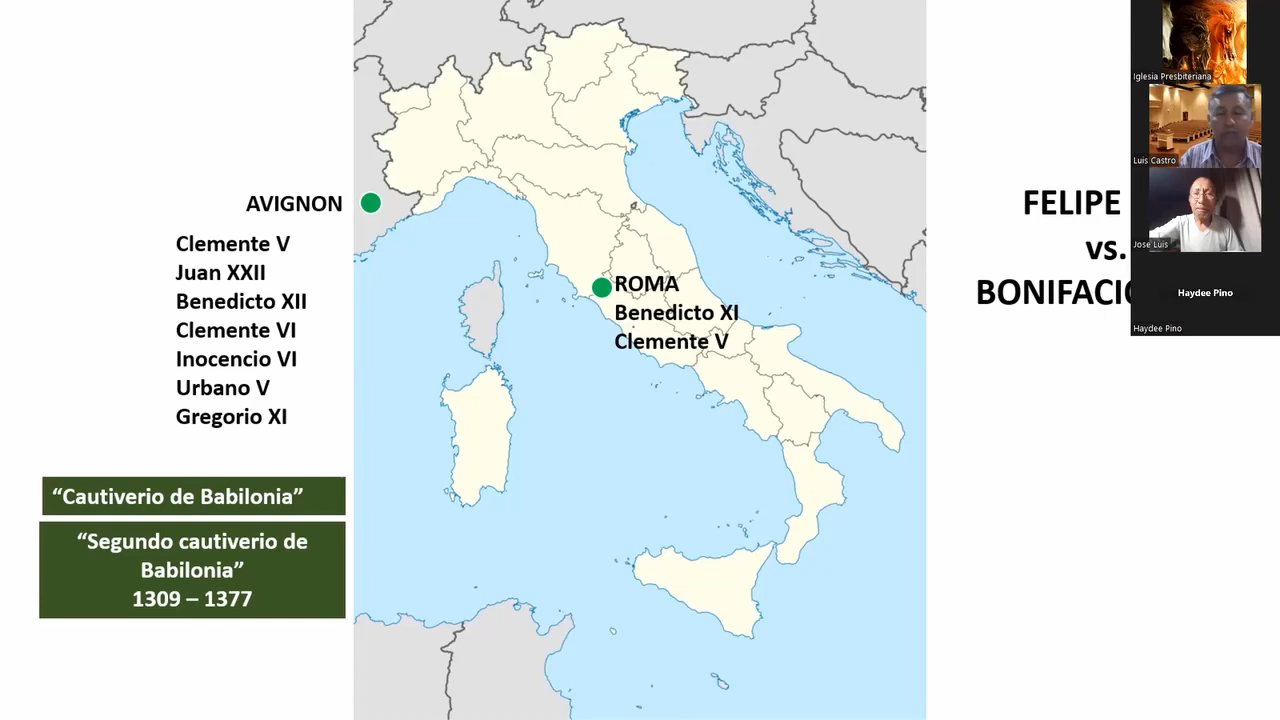 AVIGNON
Clemente V
Juan XXII
Benedicto XII
Clemente VI
Inocencio VI
Urbano V
Gregorio XI
“Cautiverio de Babilonia”
“Segundo cautiverio de
Babilonia”
1309 – 1377
ROMA
Benedicto XI
Clemente V
FELIPE
vs.
Iglesia Presbiteriana
Luis Castro
Jose Luis
Haydee Pino
Haydee Pino